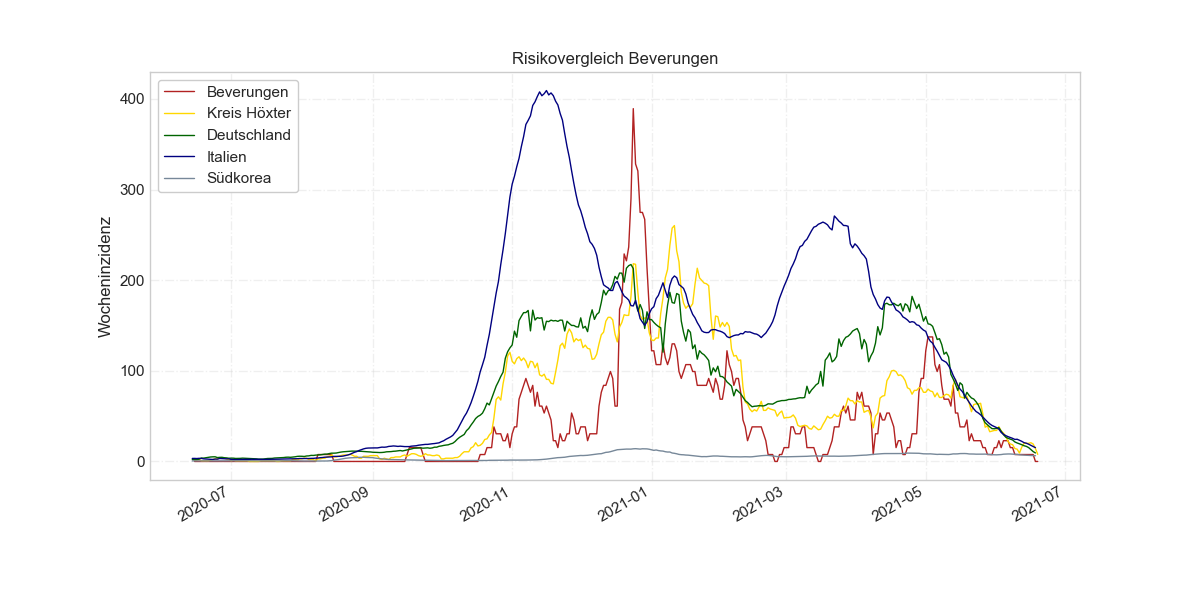 Risikovergleich Beverungen
Beverungen
Kreis Höxter
Deutschland
Italien
Südkorea
Wocheninzidenz
400
300
200
100
0
2020-07
2020-09
2020-11
2021-01
2021-03
2021-05
2021-07